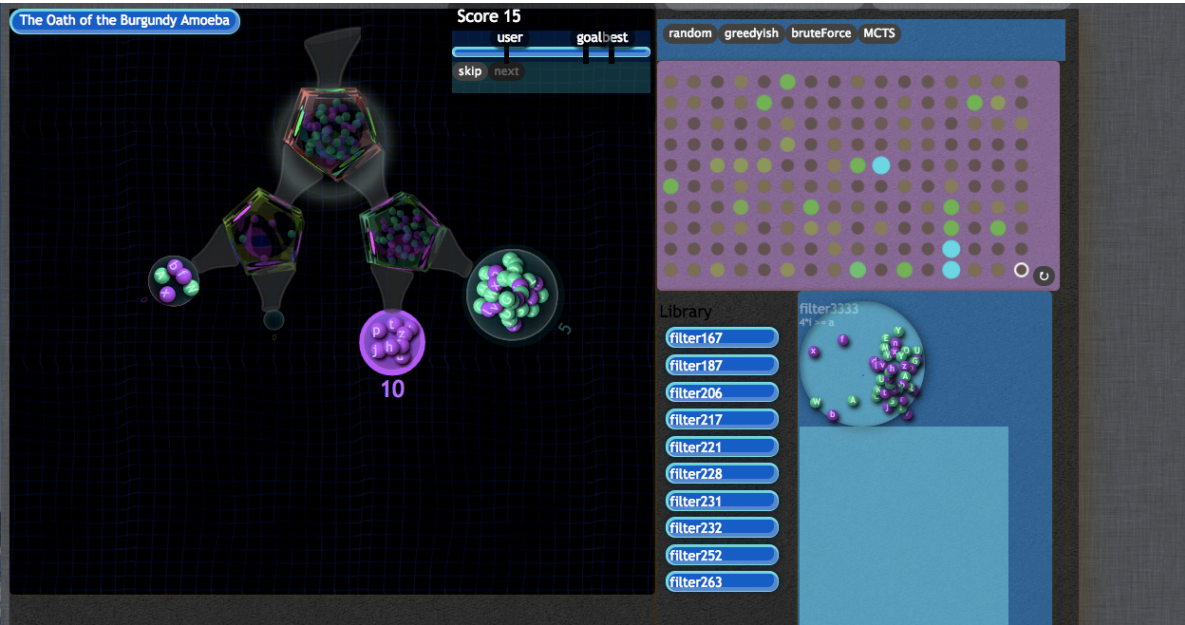 The Oath of the Burgundy Amoeba
Score 15
user goal best
skip next
10
5
random greedyish bruteForce MCTS
Library
filter167
filter187
filter206
filter217
filter221
filter228
filter231
filter232
filter252
filter263
filter3333
4*l >= a